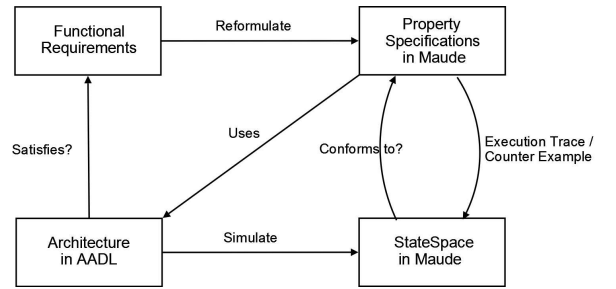 Functional
Requirements
Reformulate
Property
Specifications
in Maude
Satisfies?
Uses
Conforms to?
Execution Trace /
Counter Example
Architecture
in AADL
Simulate
StateSpace
in Maude